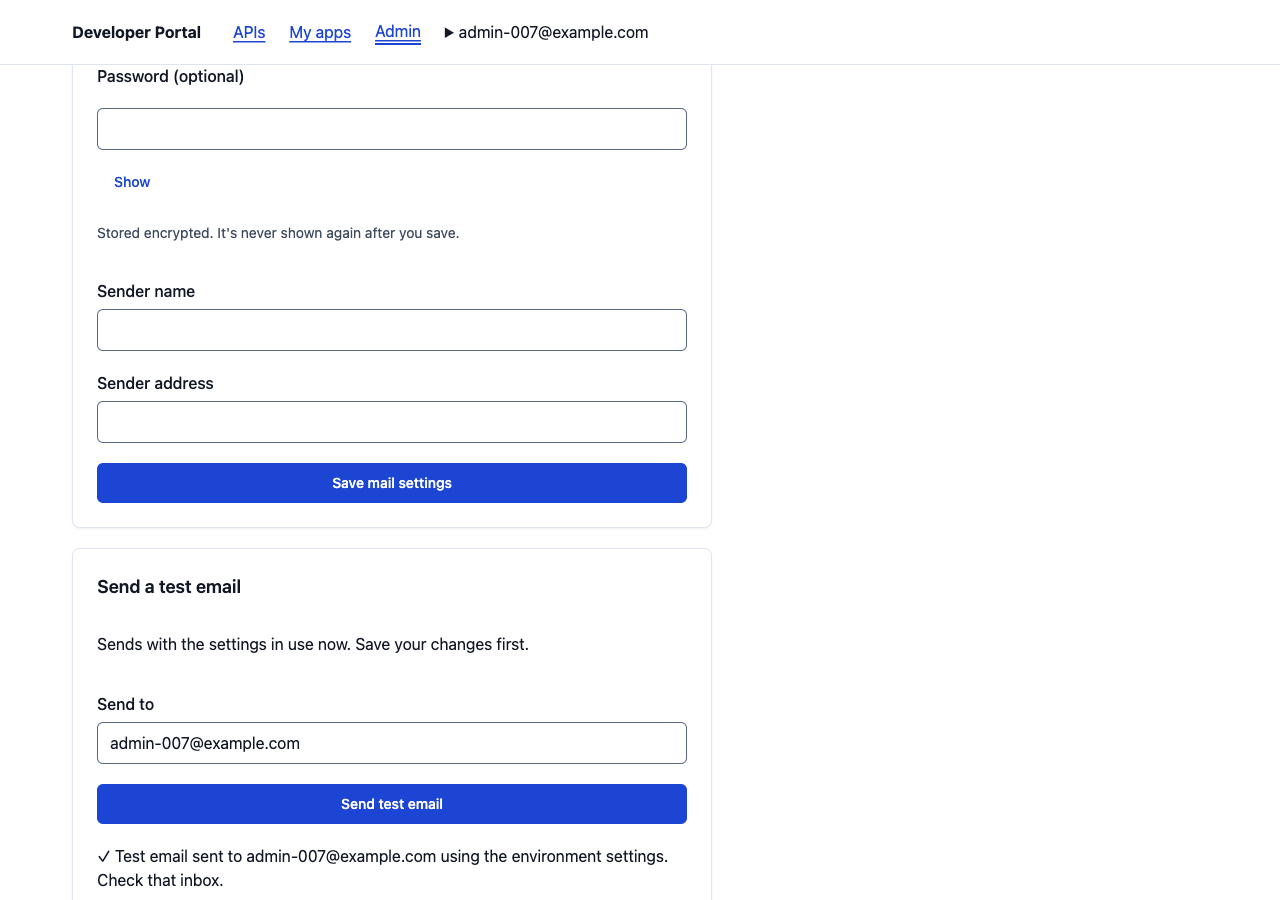 Developer Portal APIs My apps Admin ▶ admin-007@example.com
Password (optional)
Show
Stored encrypted. It's never shown again after you save.
Sender name
Sender address
Save mail settings
Send a test email
Sends with the settings in use now. Save your changes first.
Send to
admin-007@example.com
Send test email
✓ Test email sent to admin-007@example.com using the environment settings.
Check that inbox.